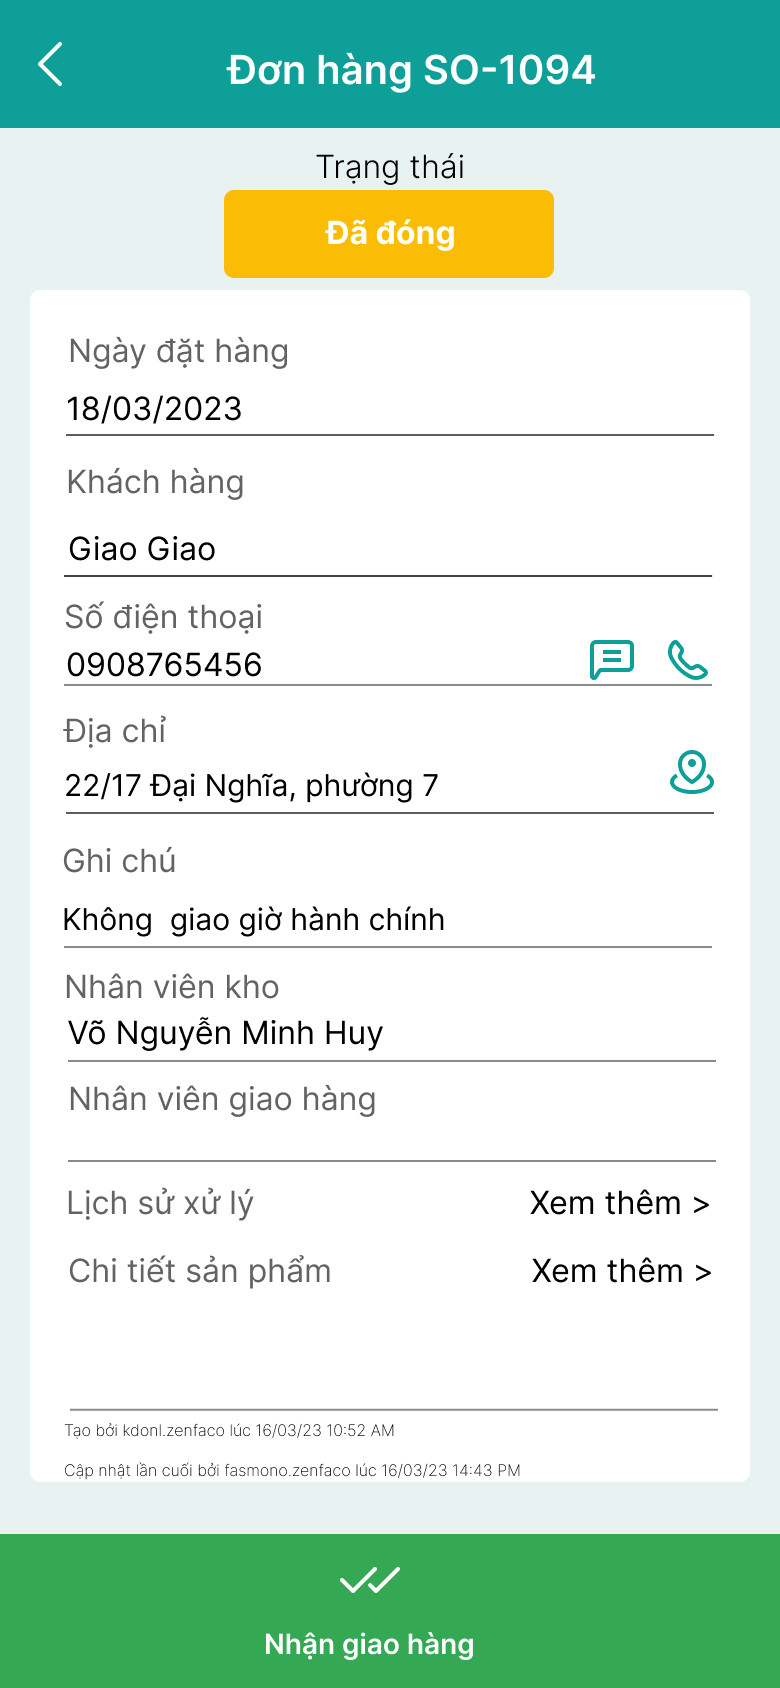 Đơn hàng SO-1094
Trạng thái
Đã đóng
Ngày đặt hàng
18/03/2023
Khách hàng
Giao Giao
Số điện thoại
0908765456
Địa chỉ
22/17 Đại Nghĩa, phường 7
Ghi chú
Không  giao giờ hành chính
Nhân viên kho
Võ Nguyễn Minh Huy
Nhân viên giao hàng
Lịch sử xử lý Xem thêm >
Chi tiết sản phẩm Xem thêm >
Tạo bởi kdonl.zenfaco lúc 16/03/23 10:52 AM
Cập nhật lần cuối bởi fasmono.zenfaco lúc 16/03/23 14:43 PM
Nhận giao hàng